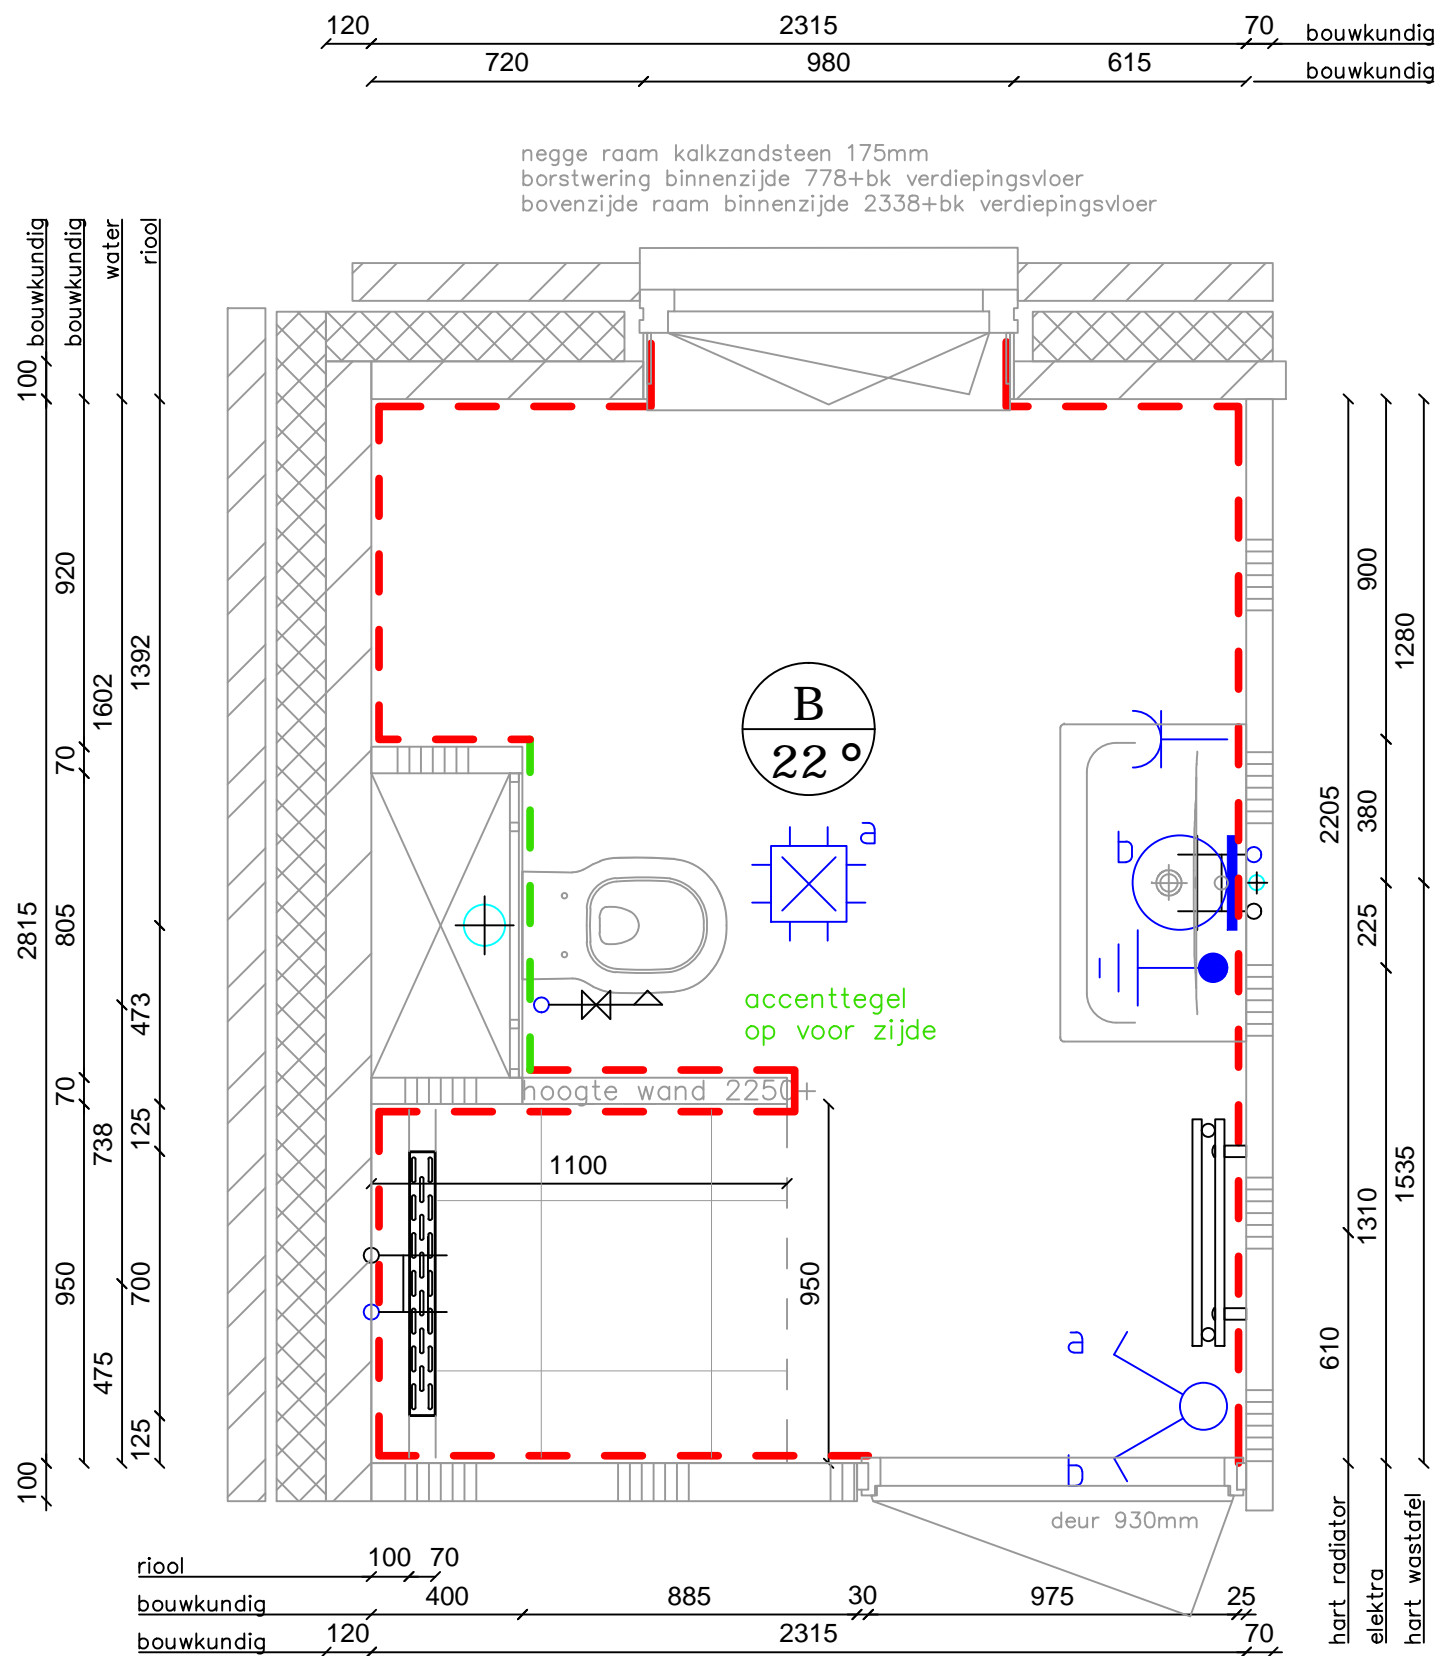 120 2315 70 bouwkundig
720 980 615 bouwkundig
negge raam kalkzandsteen 175mm
borstwering binnenzijde 778+bk verdiepingsvloer
bovenzijde raam binnenzijde 2338+bk verdiepingsvloer
bouwkundig
100
2815
100
bouwkundig
920
70
805
70
950
water
1602
738
475
riool
1392
473
125
700
125
B
22°
a
b
accenttegel
op voor zijde
hoogte wand 2250+
1100
950
a
b
deur 930mm
2205
610
hart radiator
900
380
225
1310
elektra
1280
1535
hart wastafel
riool 100 70
bouwkundig 400 885 30 975 25
bouwkundig 120 2315 70